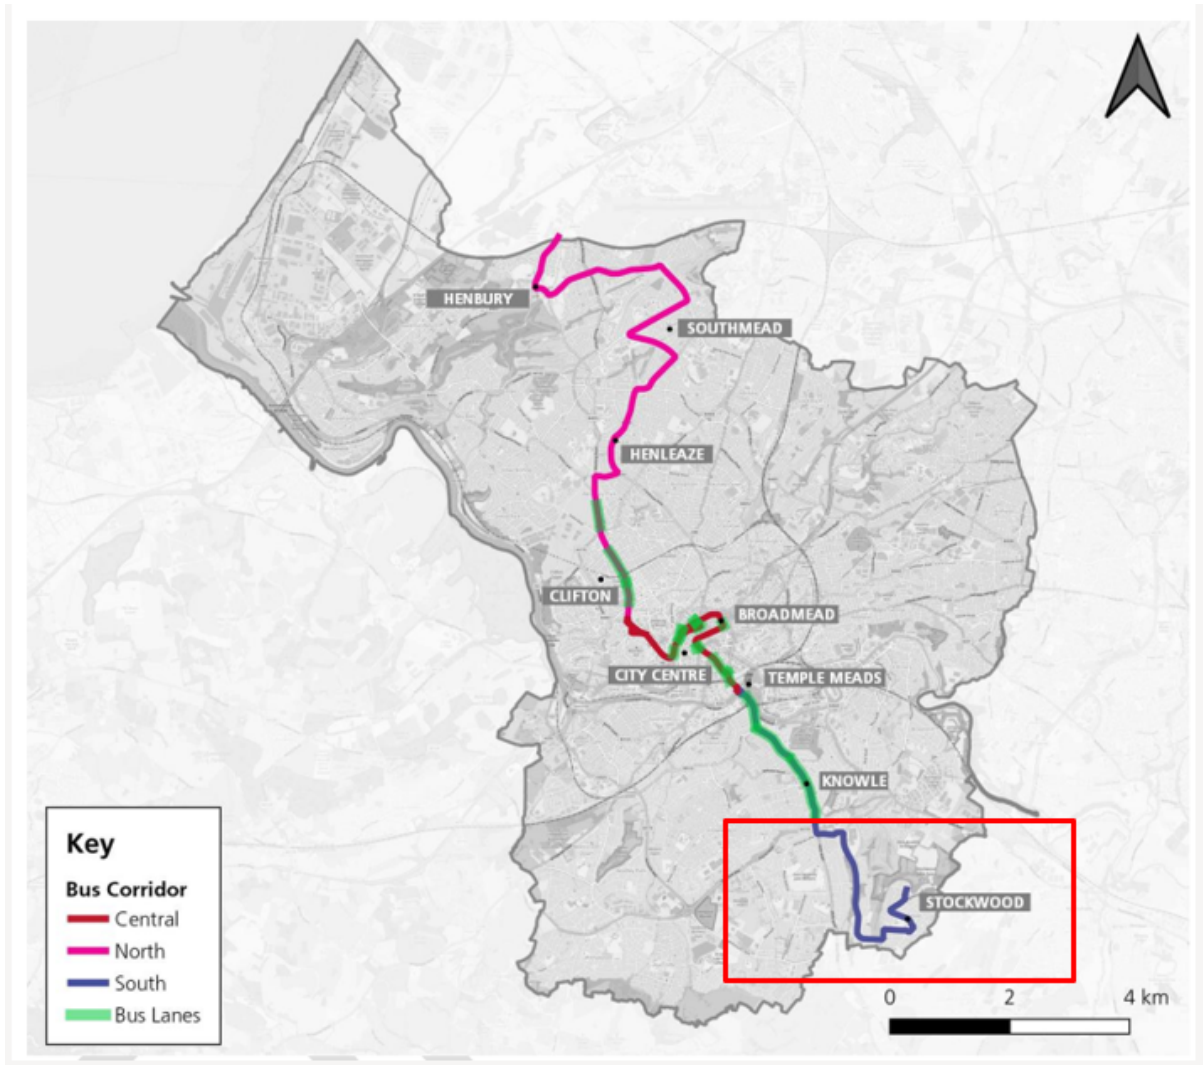 HENBURY
SOUTHMEAD
HENLEAZE
CLIFTON
BROADMEAD
CITY CENTRE
TEMPLE MEADS
KNOWLE
STOCKWOOD
Key
Bus Corridor
Central
North
South
Bus Lanes
0 2 4 km